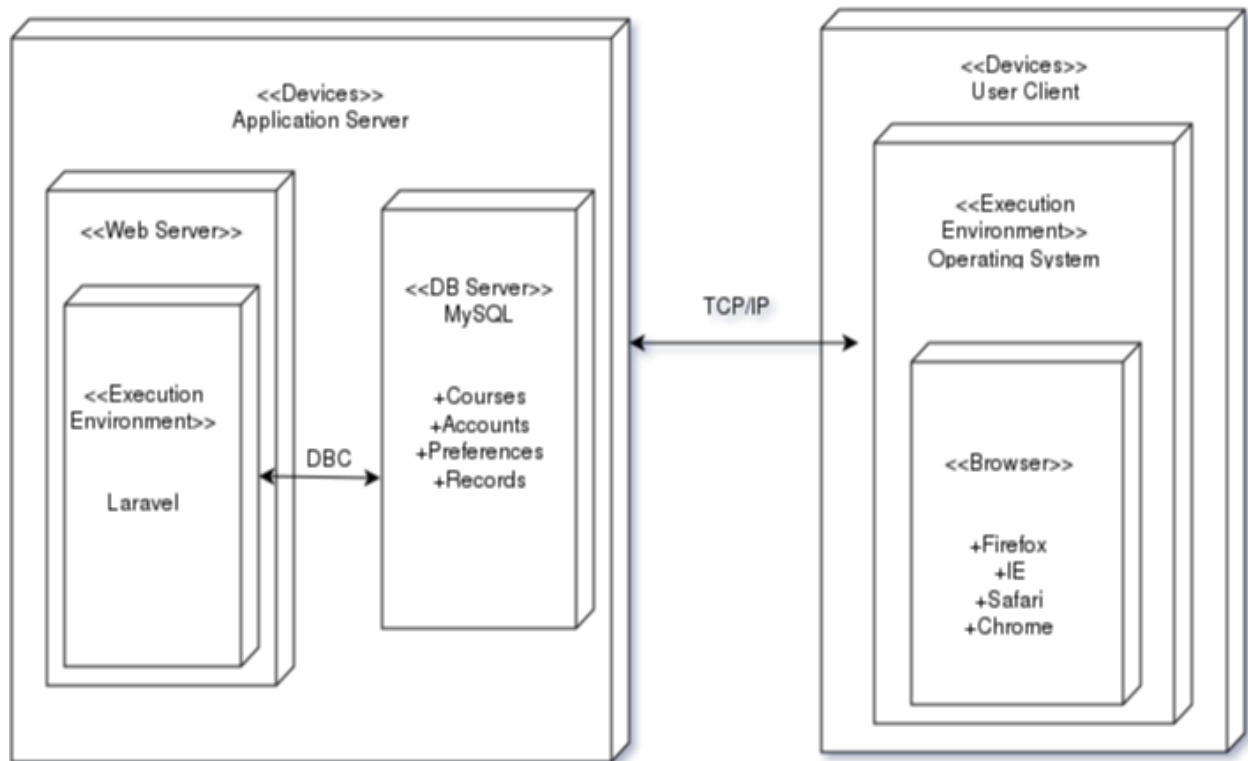 <<Devices>>
Application Server
<<Web Server>>
<<Execution
Environment>>
Laravel
DBC
<<DB Server>>
MySQL
+Courses
+Accounts
+Preferences
+Records
TCP/IP
<<Devices>>
User Client
<<Execution
Environment>>
Operating System
<<Browser>>
+Firefox
+IE
+Safari
+Chrome